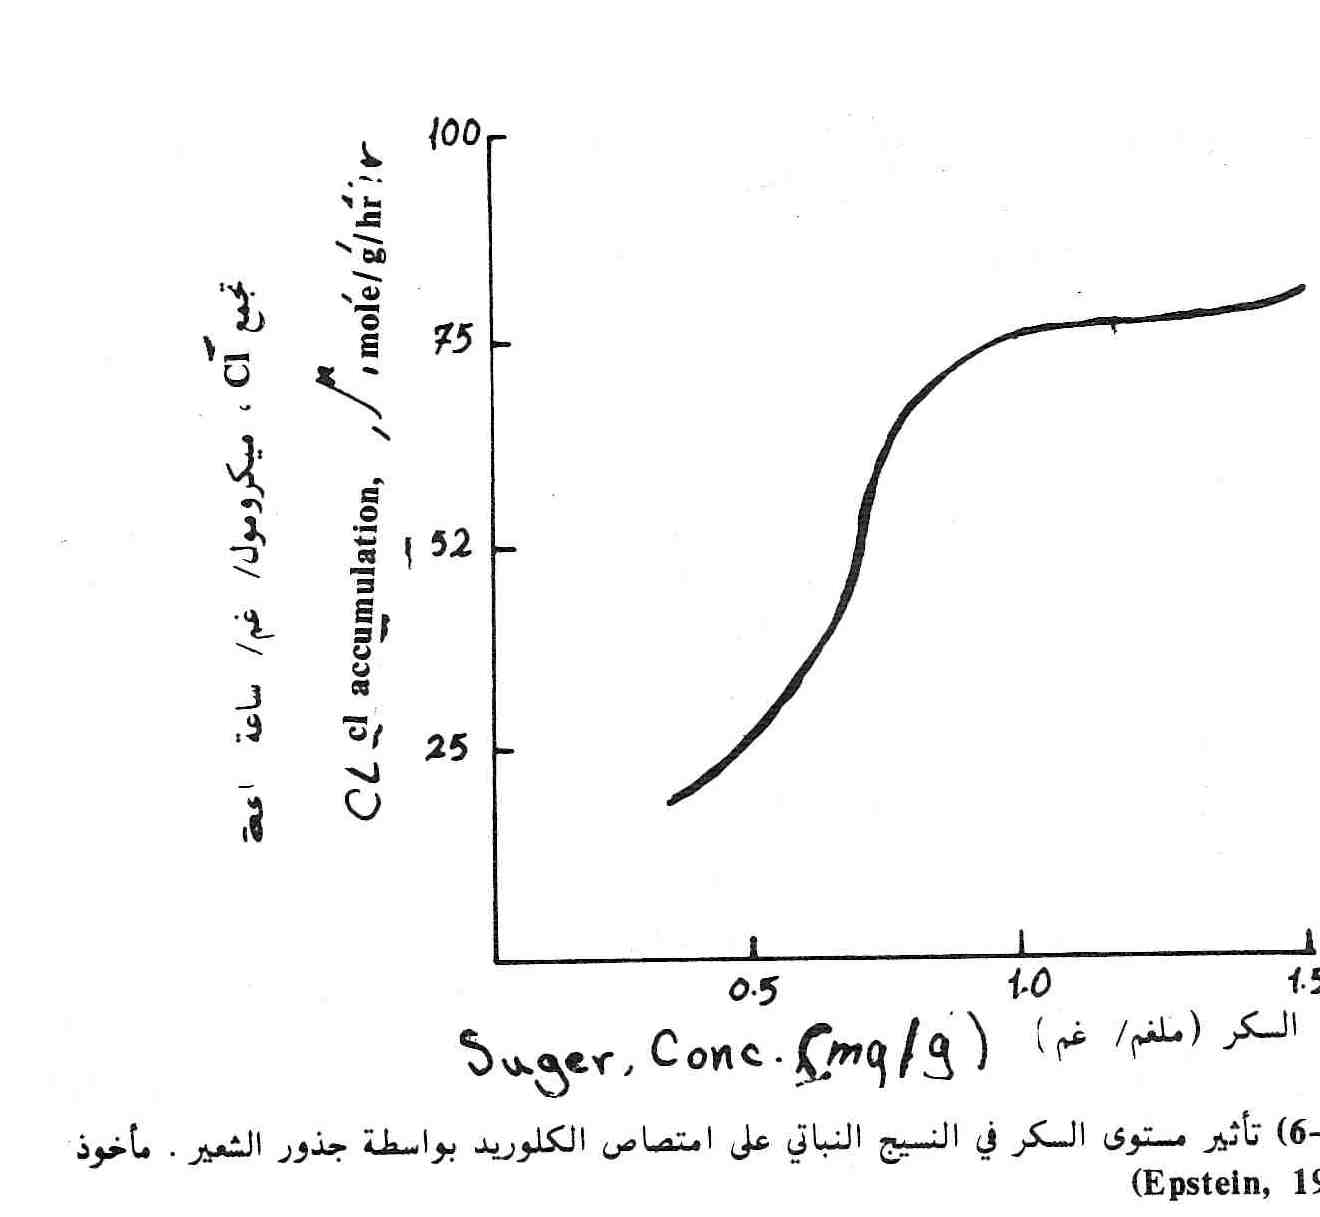 100
75
52
25
تجمع Cl⁻ ، ميكرومول/ غم/ ساعة
CL cl accumulation, , μ mole/g/hr
0.5 1.0 1.5
Suger, Conc. (mg/g) السكر (ملغم/ غم)
6-) تأثير مستوى السكر في النسيج النباتي على امتصاص الكلوريد بواسطة جذور الشعير . مأخوذ
(Epstein, 19